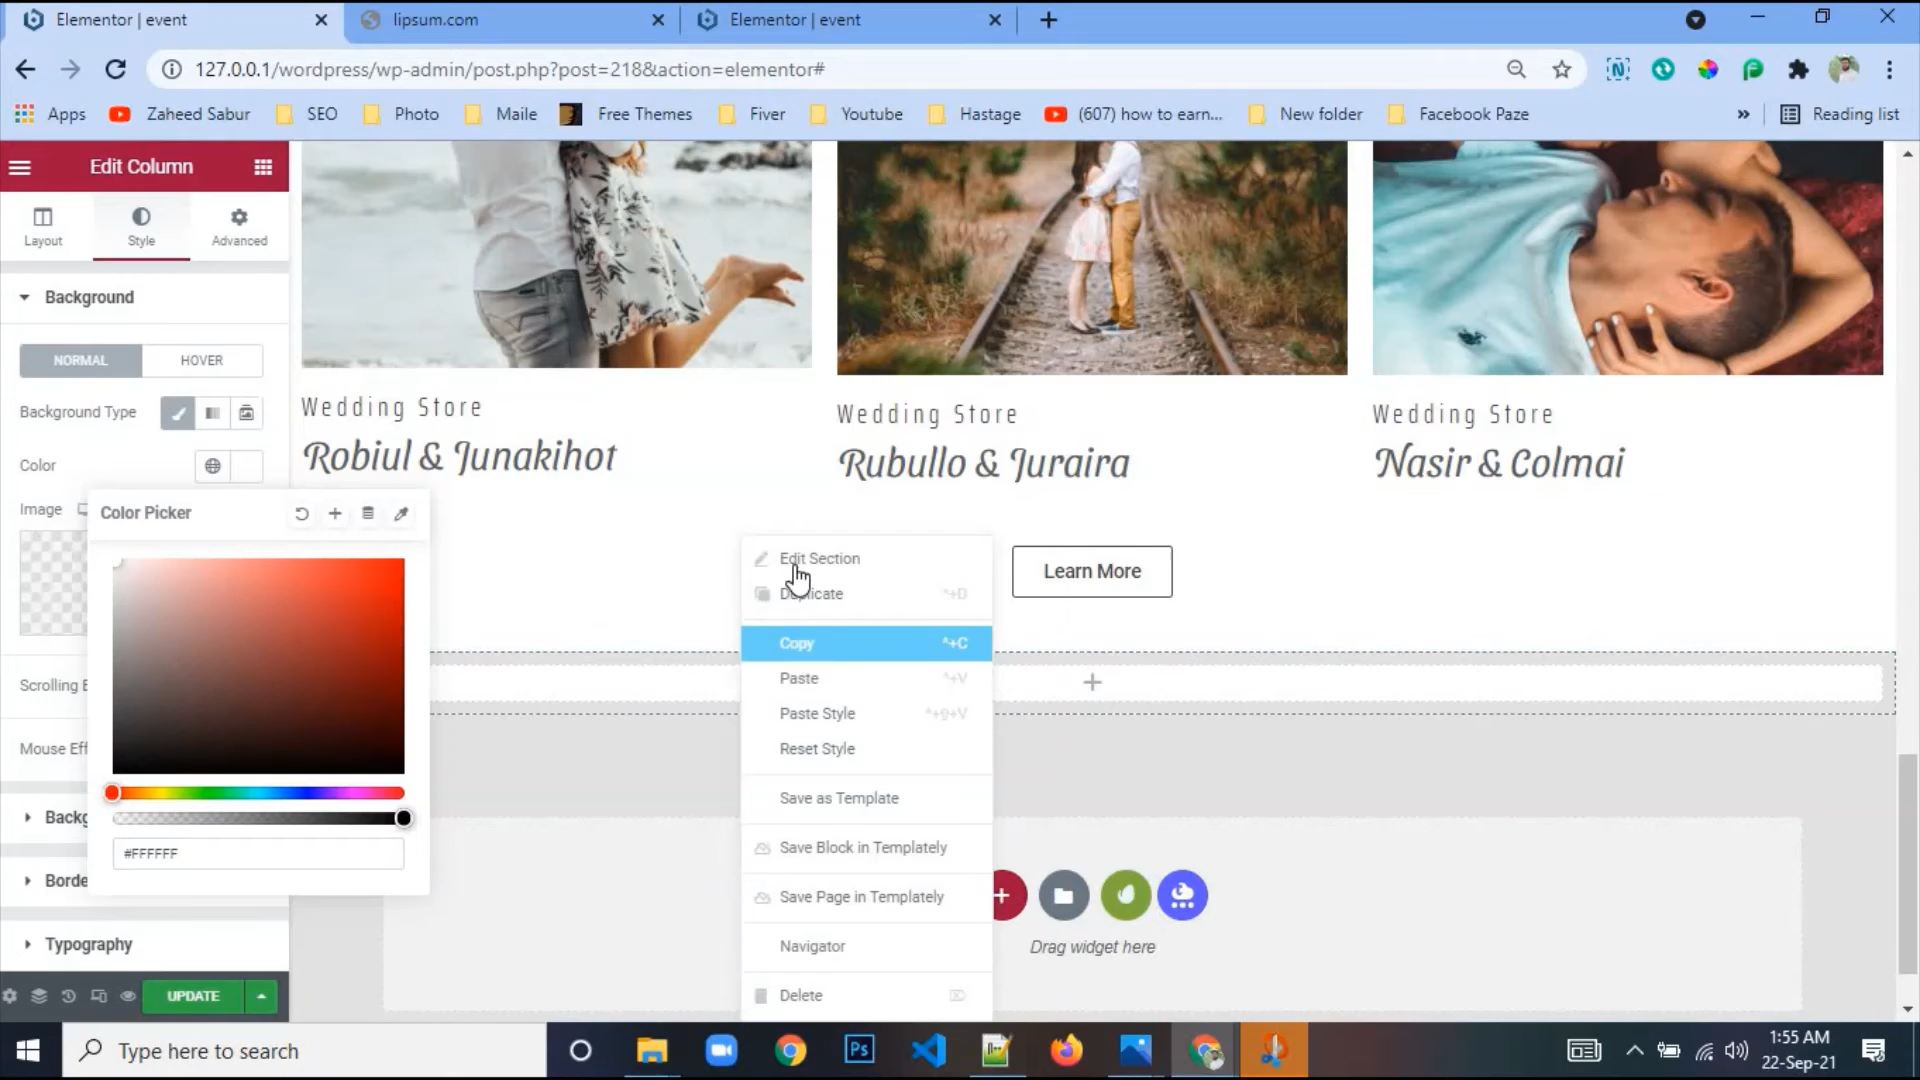 Elementor | event
lipsum.com
Elementor | event
127.0.0.1/wordpress/wp-admin/post.php?post=218&action=elementor#
Apps
Zaheed Sabur
SEO
Photo
Maile
Free Themes
Fiver
Youtube
Hastage
(607) how to earn...
New folder
Facebook Paze
»
Reading list
Edit Column
Layout
Style
Advanced
Background
NORMAL
HOVER
Background Type
Color
Image
Color Picker
#FFFFFF
Scrolling E
Mouse Eff
Backg
Borde
Typography
UPDATE
Wedding Store
Robiul & Junakihot
Wedding Store
Rubullo & Juraira
Wedding Store
Nasir & Colmai
Learn More
Edit Section
Duplicate ^+D
Copy ^+C
Paste ^+V
Paste Style ^+⇧+V
Reset Style
Save as Template
Save Block in Templately
Save Page in Templately
Navigator
Delete
Drag widget here
Type here to search
Ps
1:55 AM
22-Sep-21